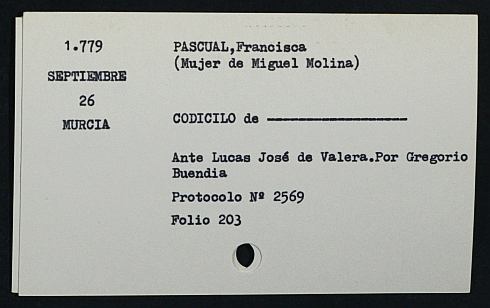 1.779
SEPTIEMBRE
26
MURCIA
PASCUAL,Francisca
(Mujer de Miguel Molina)
CODICILO de ------------------
Ante Lucas José de Valera.Por Gregorio
Buendia
Protocolo Nº 2569
Folio 203